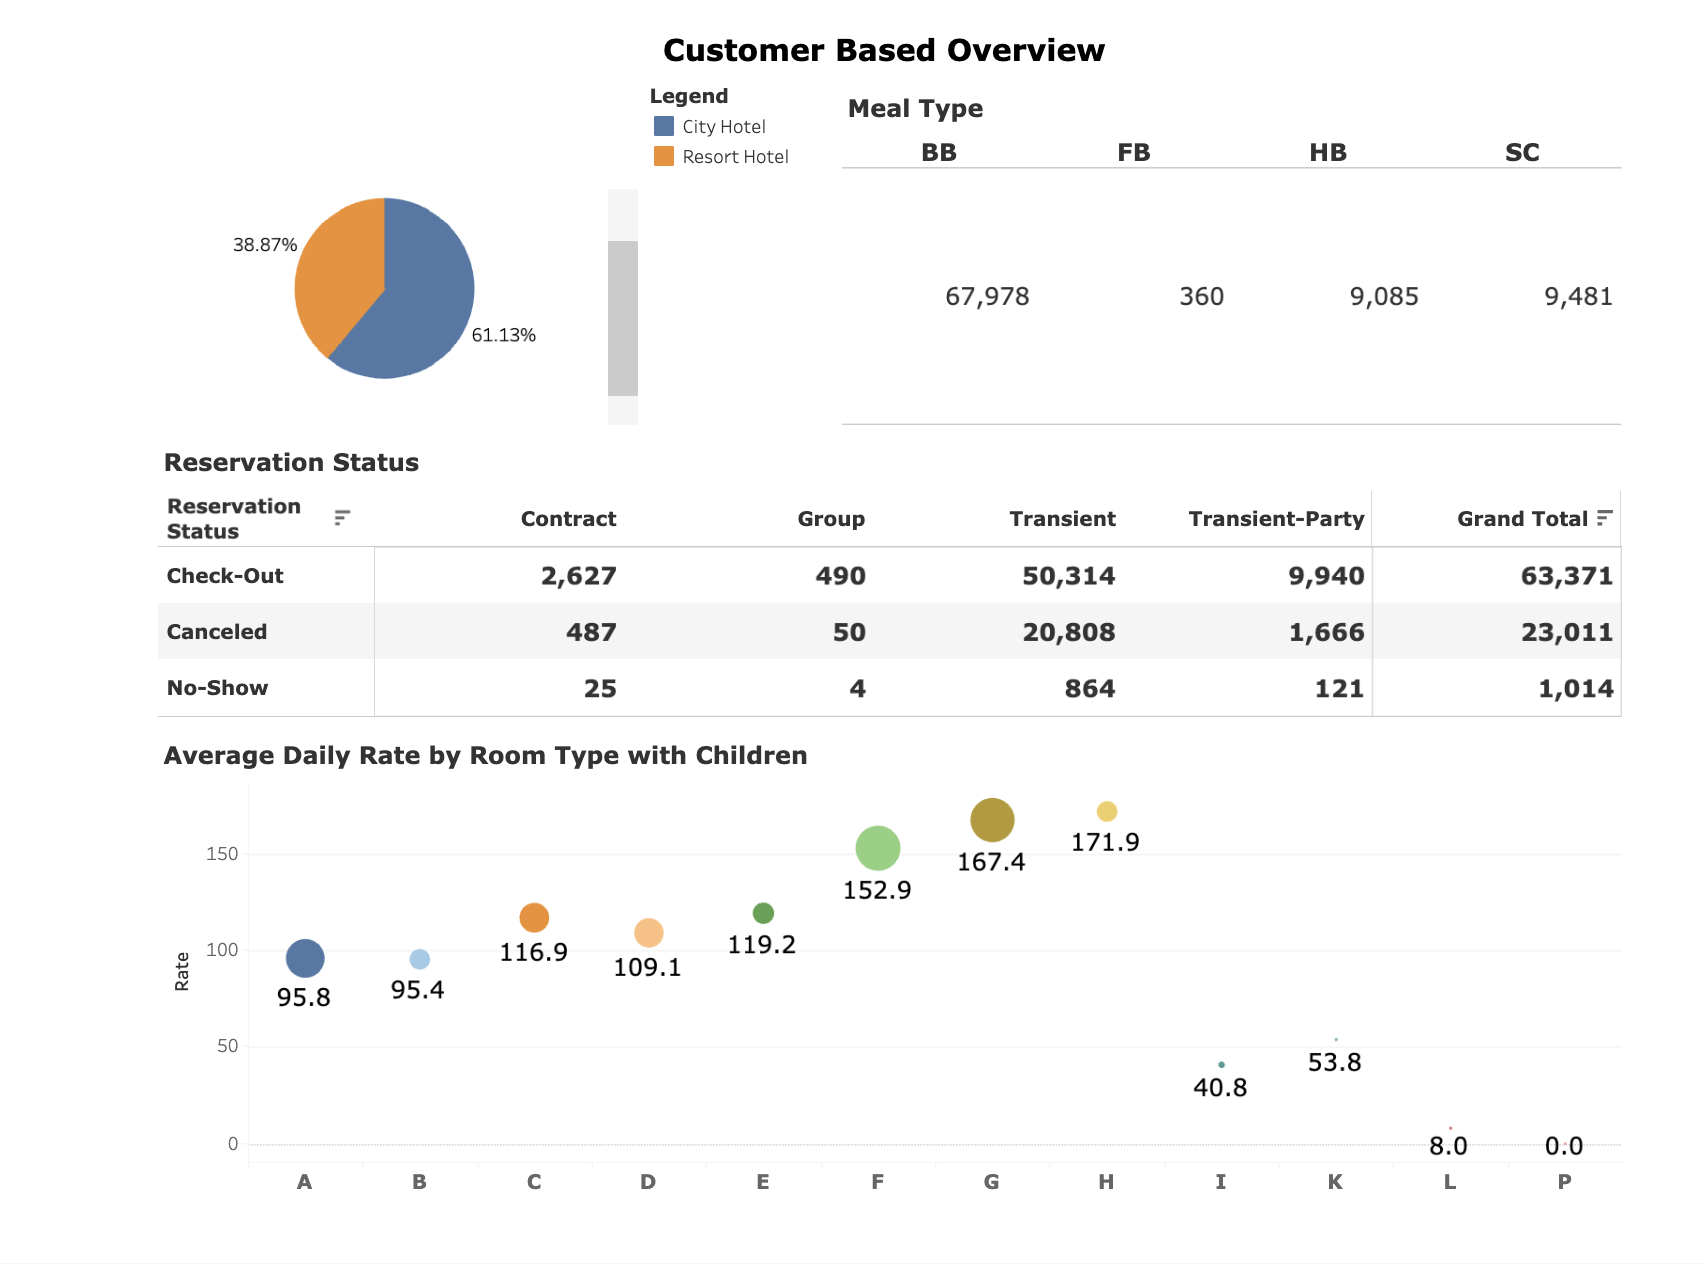 Customer Based Overview
Legend
City Hotel
Resort Hotel
38.87%
61.13%
Meal Type
BB FB HB SC
67,978 360 9,085 9,481
Reservation Status
Reservation
Status
Contract Group Transient Transient-Party Grand Total
Check-Out 2,627 490 50,314 9,940 63,371
Canceled 487 50 20,808 1,666 23,011
No-Show 25 4 864 121 1,014
Average Daily Rate by Room Type with Children
Rate
150
100
50
0
95.8
95.4
116.9
109.1
119.2
152.9
167.4
171.9
40.8
53.8
8.0
0.0
A B C D E F G H I K L P